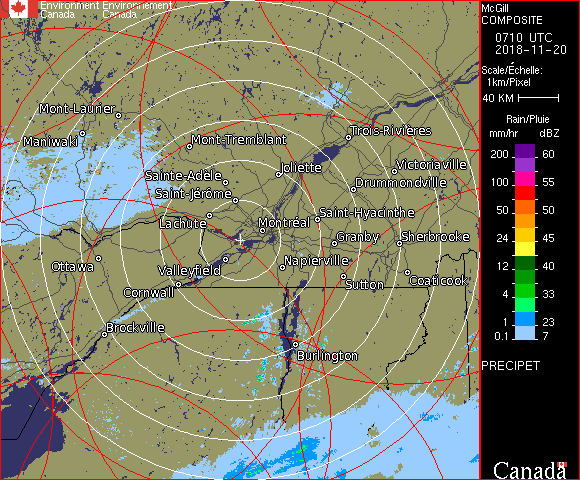 Environment Environnement
Canada Canada
McGill
COMPOSITE
0710 UTC
2018-11-20
Scale/Échelle:
1km/Pixel
40 KM
Rain/Pluie
mm/hr dBZ
200 60
100 55
50 50
24 45
12 40
4 33
1 23
0.1 7
PRECIPET
Mont-Laurier
Maniwaki
Mont-Tremblant
Trois-Rivières
Sainte-Adèle
Joliette
Victoriaville
Saint-Jérôme
Drummondville
Lachute
Montréal
Saint-Hyacinthe
Granby
Sherbrooke
Ottawa
Valleyfield
Napierville
Cornwall
Sutton
Coaticook
Brockville
Burlington
Canada